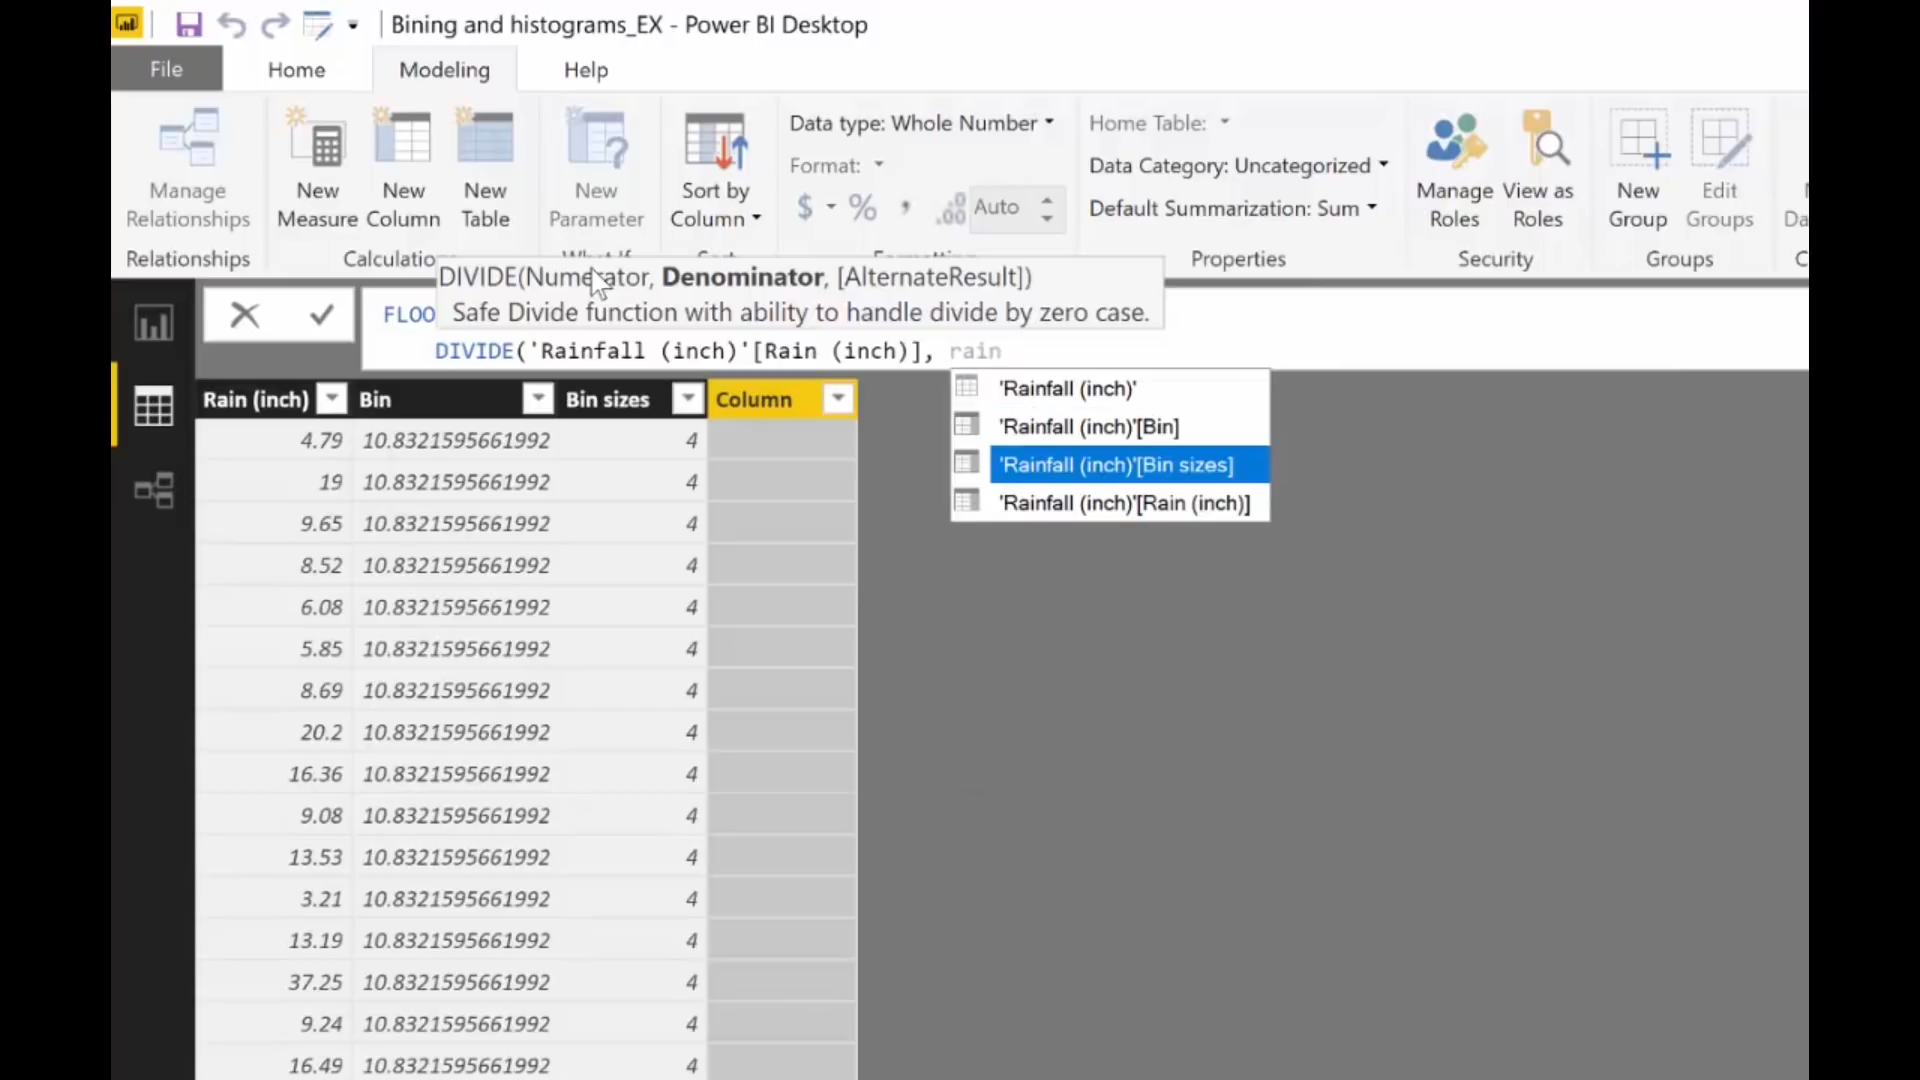 Bining and histograms_EX - Power BI Desktop
File Home Modeling Help
Manage Relationships
New Measure
New Column
New Table
New Parameter
Sort by Column
Data type: Whole Number
Format:
$ % , .00 Auto
Home Table:
Data Category: Uncategorized
Default Summarization: Sum
Manage Roles
View as Roles
New Group
Edit Groups
Relationships
Properties Security Groups
DIVIDE(Numerator, Denominator, [AlternateResult])
Safe Divide function with ability to handle divide by zero case.
FLOO
DIVIDE('Rainfall (inch)'[Rain (inch)], rain
'Rainfall (inch)'
'Rainfall (inch)'[Bin]
'Rainfall (inch)'[Bin sizes]
'Rainfall (inch)'[Rain (inch)]
Rain (inch) Bin Bin sizes Column
4.79 10.8321595661992 4
19 10.8321595661992 4
9.65 10.8321595661992 4
8.52 10.8321595661992 4
6.08 10.8321595661992 4
5.85 10.8321595661992 4
8.69 10.8321595661992 4
20.2 10.8321595661992 4
16.36 10.8321595661992 4
9.08 10.8321595661992 4
13.53 10.8321595661992 4
3.21 10.8321595661992 4
13.19 10.8321595661992 4
37.25 10.8321595661992 4
9.24 10.8321595661992 4
16.49 10.8321595661992 4